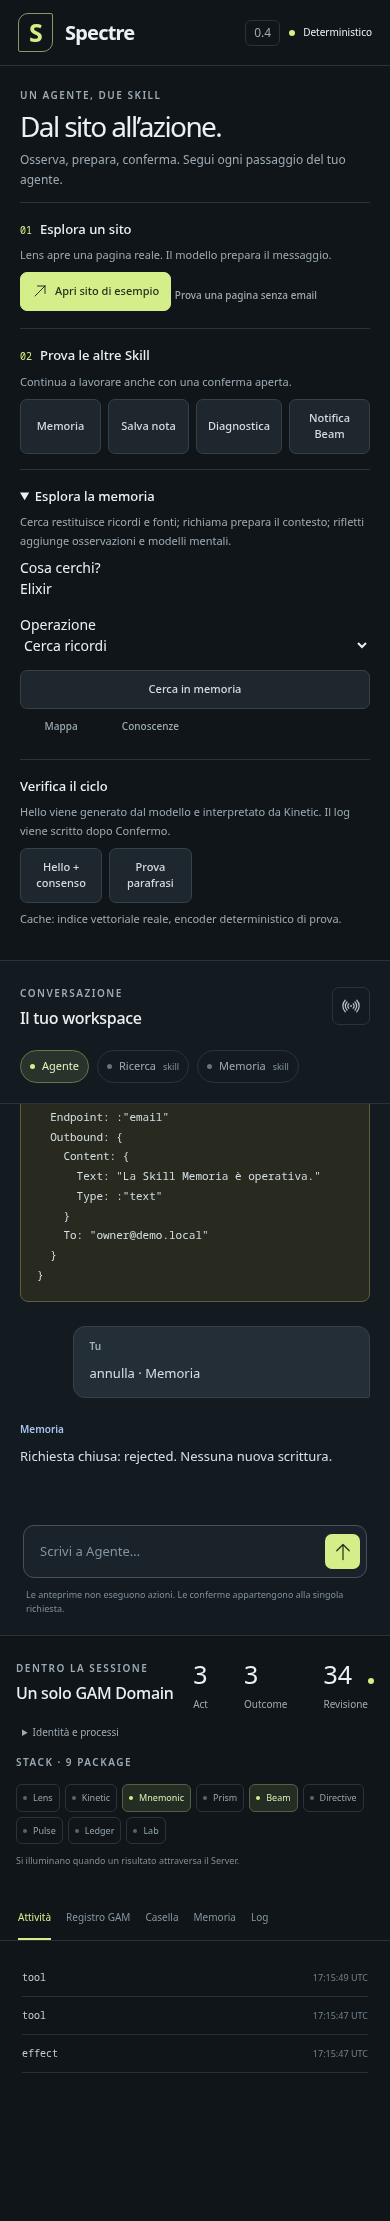 S Spectre 0.4 Deterministico
UN AGENTE, DUE SKILL
Dal sito all'azione.
Osserva, prepara, conferma. Segui ogni passaggio del tuo
agente.
01 Esplora un sito
Lens apre una pagina reale. Il modello prepara il messaggio.
Apri sito di esempio Prova una pagina senza email
02 Prova le altre Skill
Continua a lavorare anche con una conferma aperta.
Memoria Salva nota Diagnostica Notifica
Beam
▼ Esplora la memoria
Cerca restituisce ricordi e fonti; richiama prepara il contesto; rifletti
aggiunge osservazioni e modelli mentali.
Cosa cerchi?
Elixir
Operazione
Cerca ricordi
Cerca in memoria
Mappa Conoscenze
Verifica il ciclo
Hello viene generato dal modello e interpretato da Kinetic. Il log
viene scritto dopo Confermo.
Hello +
consenso
Prova
parafrasi
Cache: indice vettoriale reale, encoder deterministico di prova.
CONVERSAZIONE
Il tuo workspace
Agente Ricerca skill Memoria skill
Endpoint: :"email"
Outbound: {
Content: {
Text: "La Skill Memoria è operativa."
Type: :"text"
}
To: "owner@demo.local"
}
}
Tu
annulla · Memoria
Memoria
Richiesta chiusa: rejected. Nessuna nuova scrittura.
Scrivi a Agente...
Le anteprime non eseguono azioni. Le conferme appartengono alla singola
richiesta.
DENTRO LA SESSIONE
Un solo GAM Domain
3 Act
3 Outcome
34 Revisione
▶ Identità e processi
STACK · 9 PACKAGE
Lens Kinetic Mnemonic Prism Beam Directive
Pulse Ledger Lab
Si illuminano quando un risultato attraversa il Server.
Attività Registro GAM Casella Memoria Log
tool 17:15:49 UTC
tool 17:15:47 UTC
effect 17:15:47 UTC